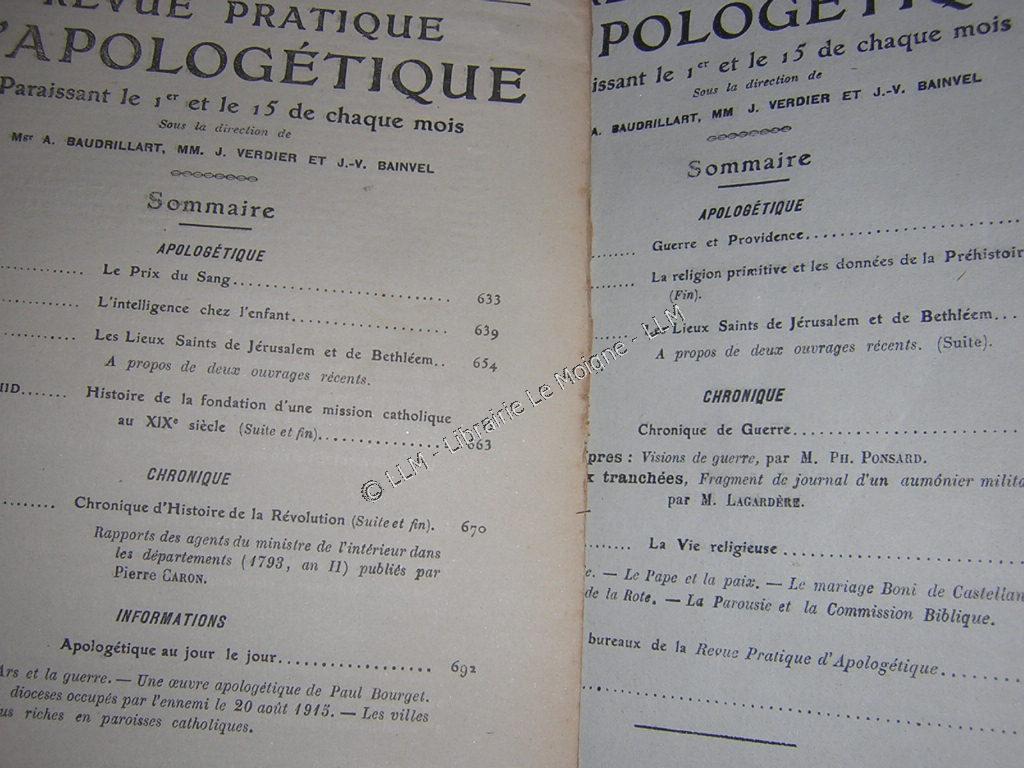 REVUE PRATIQUE
D'APOLOGÉTIQUE
Paraissant le 1er et le 15 de chaque mois
Sous la direction de
Mgr A. BAUDRILLART, MM. J. VERDIER ET J.-V. BAINVEL
Sommaire
APOLOGÉTIQUE
Le Prix du Sang 633
L'intelligence chez l'enfant 639
Les Lieux Saints de Jérusalem et de Bethléem.. 654
A propos de deux ouvrages récents.
Histoire de la fondation d'une mission catholique
au XIXe siècle (Suite et fin) 663
CHRONIQUE
Chronique d'Histoire de la Révolution (Suite et fin). 670
Rapports des agents du ministre de l'intérieur dans
les départements (1793, an II) publiés par
Pierre CARON.
INFORMATIONS
Apologétique au jour le jour 692
Ars et la guerre. — Une œuvre apologétique de Paul Bourget.
dioceses occupés par l'ennemi le 20 août 1915. — Les villes
us riches en paroisses catholiques.
POLOGÉTIQ
issant le 1er et le 15 de chaque mois
Sous la direction de
A. BAUDRILLART, MM J. VERDIER ET J.-V. BAINVEL
Sommaire
APOLOGÉTIQUE
Guerre et Providence
La religion primitive et les données de la Préhistoir
(Fin).
Lieux Saints de Jérusalem et de Bethléem...
A propos de deux ouvrages récents. (Suite).
CHRONIQUE
Chronique de Guerre
pres : Visions de guerre, par M. PH. PONSARD.
x tranchées, Fragment de journal d'un aumónier milita
par M. LAGARDÈRE.
La Vie religieuse
e. — Le Pape et la paix. — Le mariage Boni de Castellan
de la Rote. — La Parousie et la Commission Biblique.
bureaux de la Revue Pratique d'Apologétique
© LLM - Librairie Le Moigne - LLM